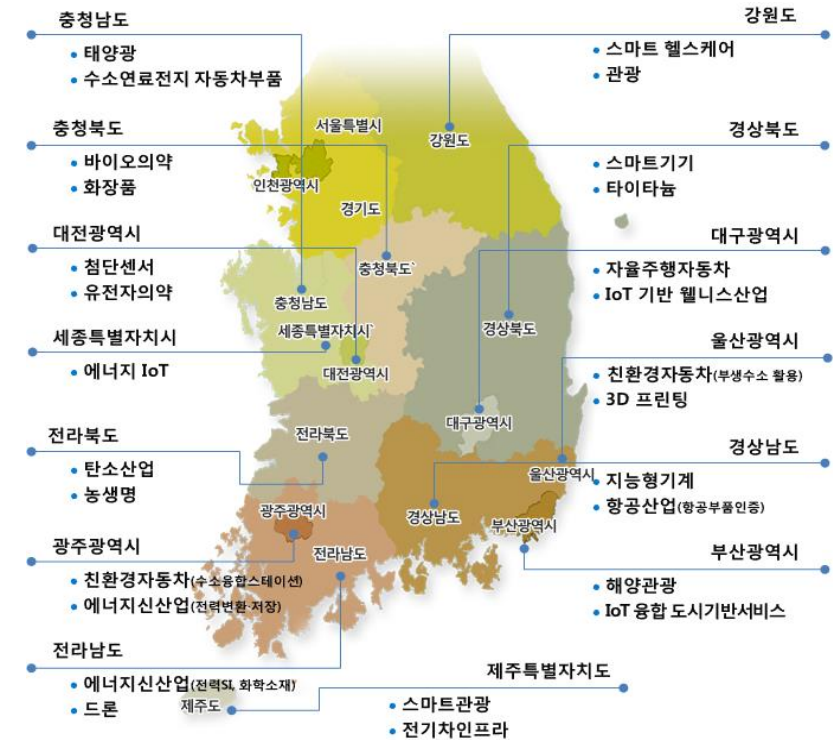 충청남도
• 태양광
• 수소연료전지 자동차부품
충청북도
• 바이오의약
• 화장품
대전광역시
• 첨단센서
• 유전자의약
세종특별자치시
• 에너지 IoT
전라북도
• 탄소산업
• 농생명
광주광역시
• 친환경자동차(수소융합스테이션)
• 에너지신산업(전력변환·저장)
전라남도
• 에너지신산업(전력SI, 화학소재)
• 드론
강원도
• 스마트 헬스케어
• 관광
경상북도
• 스마트기기
• 타이타늄
대구광역시
• 자율주행자동차
• IoT 기반 웰니스산업
울산광역시
• 친환경자동차(부생수소 활용)
• 3D 프린팅
경상남도
• 지능형기계
• 항공산업(항공부품인증)
부산광역시
• 해양관광
• IoT 융합 도시기반서비스
제주특별자치도
• 스마트관광
• 전기차인프라
서울특별시
강원도
인천광역시
경기도
충청북도`
충청남도
세종특별자치시`
경상북도
대전광역시
대구광역시
전라북도
울산광역시
광주광역시
경상남도
부산광역시
전라남도
제주도